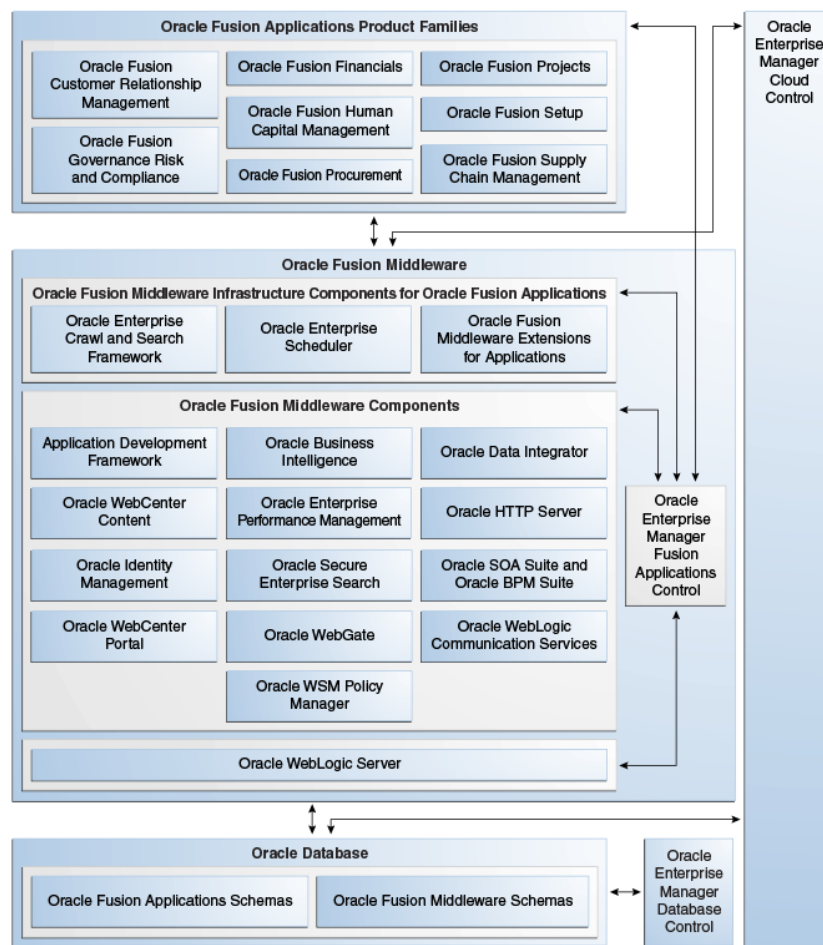 Oracle Fusion Applications Product Families
Oracle Fusion
Customer Relationship
Management
Oracle Fusion Financials
Oracle Fusion Projects
Oracle Fusion Human
Capital Management
Oracle Fusion Setup
Oracle Fusion
Governance Risk
and Compliance
Oracle Fusion Procurement
Oracle Fusion Supply
Chain Management
Oracle
Enterprise
Manager
Cloud
Control
Oracle Fusion Middleware
Oracle Fusion Middleware Infrastructure Components for Oracle Fusion Applications
Oracle Enterprise
Crawl and Search
Framework
Oracle Enterprise
Scheduler
Oracle Fusion
Middleware Extensions
for Applications
Oracle Fusion Middleware Components
Application Development
Framework
Oracle Business
Intelligence
Oracle Data Integrator
Oracle WebCenter
Content
Oracle Enterprise
Performance Management
Oracle HTTP Server
Oracle Identity
Management
Oracle Secure
Enterprise Search
Oracle SOA Suite and
Oracle BPM Suite
Oracle WebCenter
Portal
Oracle WebGate
Oracle WebLogic
Communication Services
Oracle WSM Policy
Manager
Oracle
Enterprise
Manager
Fusion
Applications
Control
Oracle WebLogic Server
Oracle Database
Oracle Fusion Applications Schemas
Oracle Fusion Middleware Schemas
Oracle
Enterprise
Manager
Database
Control